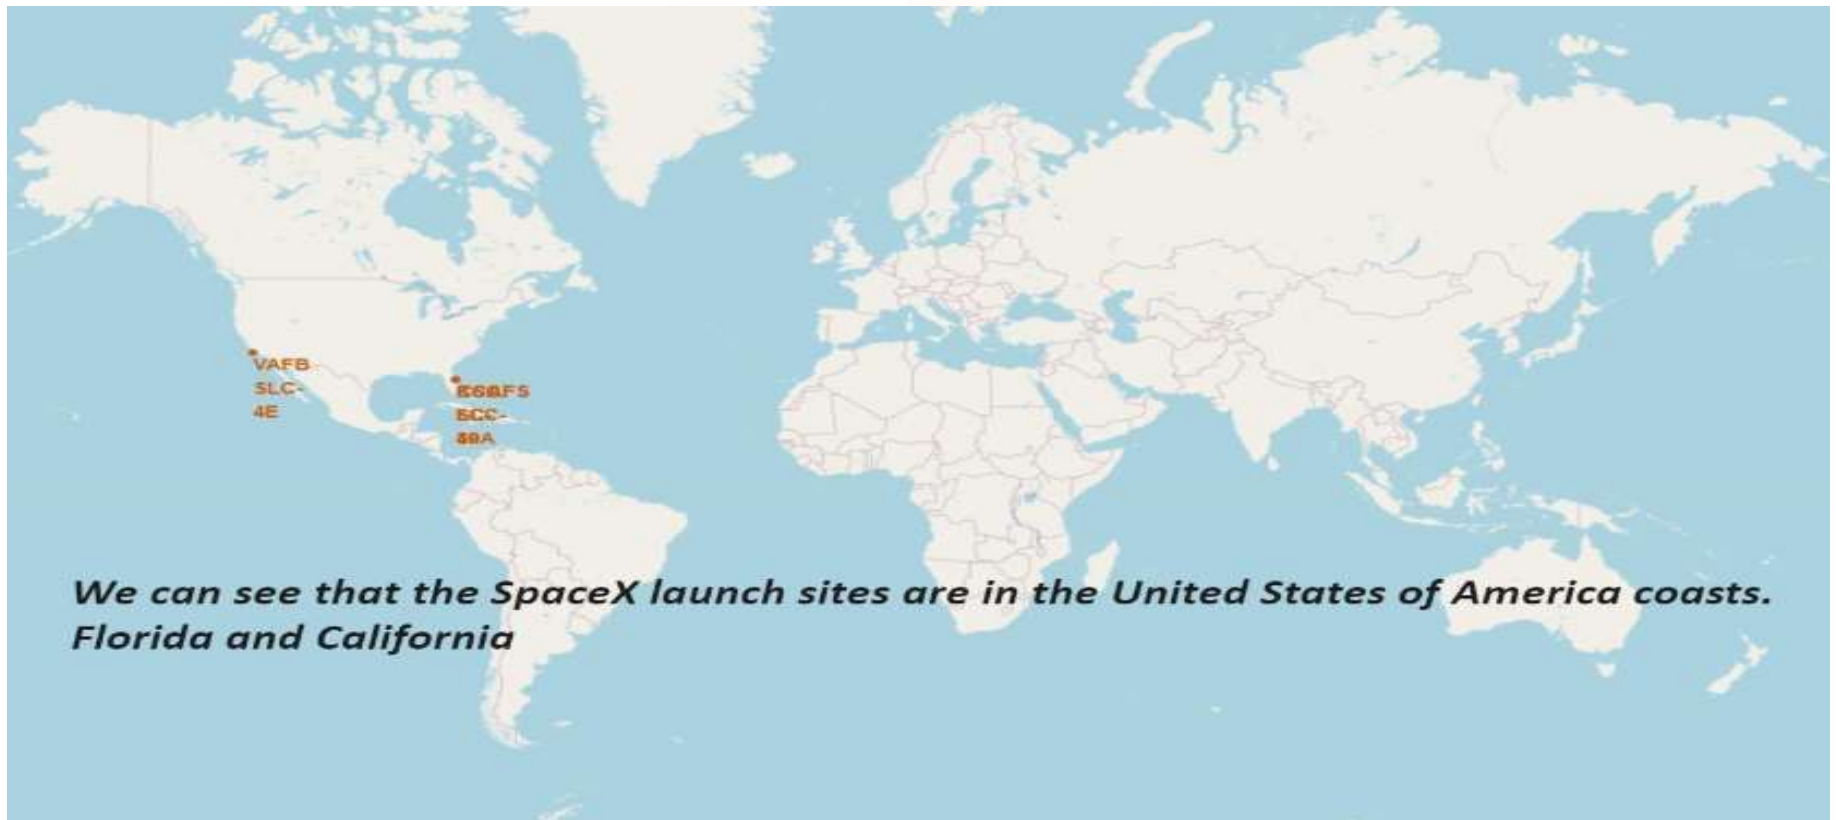 VAFB
SLC-
4E
We can see that the SpaceX launch sites are in the United States of America coasts.
Florida and California